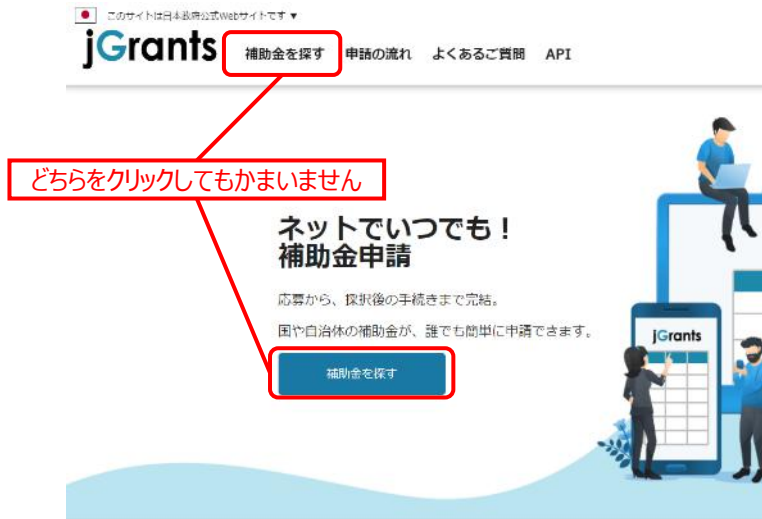 このサイトは日本政府公式Webサイトです ▼
jGrants 補助金を探す 申請の流れ よくあるご質問 API
どちらをクリックしてもかまいません
ネットでいつでも！
補助金申請
応募から、採択後の手続きまで完結。
国や自治体の補助金が、誰でも簡単に申請できます。
jGrants
補助金を探す